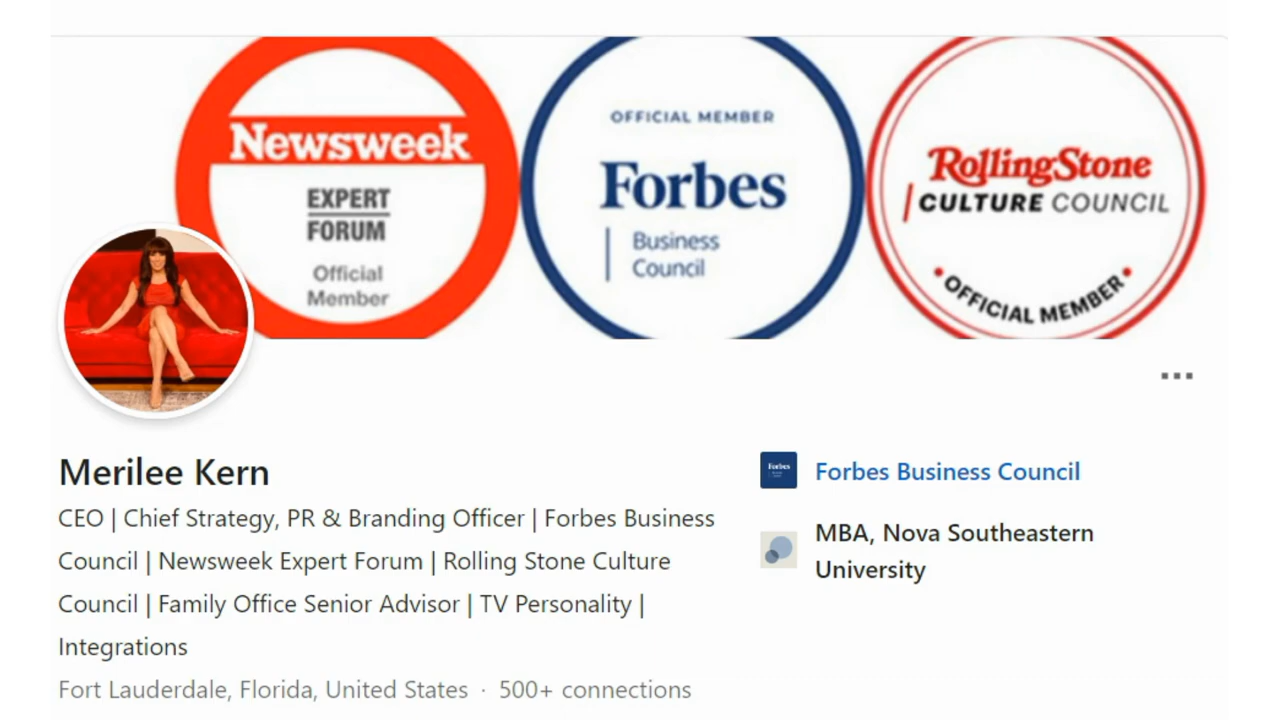 Newsweek
EXPERT
FORUM
Official
Member
OFFICIAL MEMBER
Forbes
Business
Council
RollingStone
CULTURE COUNCIL
• OFFICIAL MEMBER •
Merilee Kern
CEO | Chief Strategy, PR & Branding Officer | Forbes Business
Council | Newsweek Expert Forum | Rolling Stone Culture
Council | Family Office Senior Advisor | TV Personality |
Integrations
Fort Lauderdale, Florida, United States · 500+ connections
Forbes
Forbes Business Council
MBA, Nova Southeastern
University